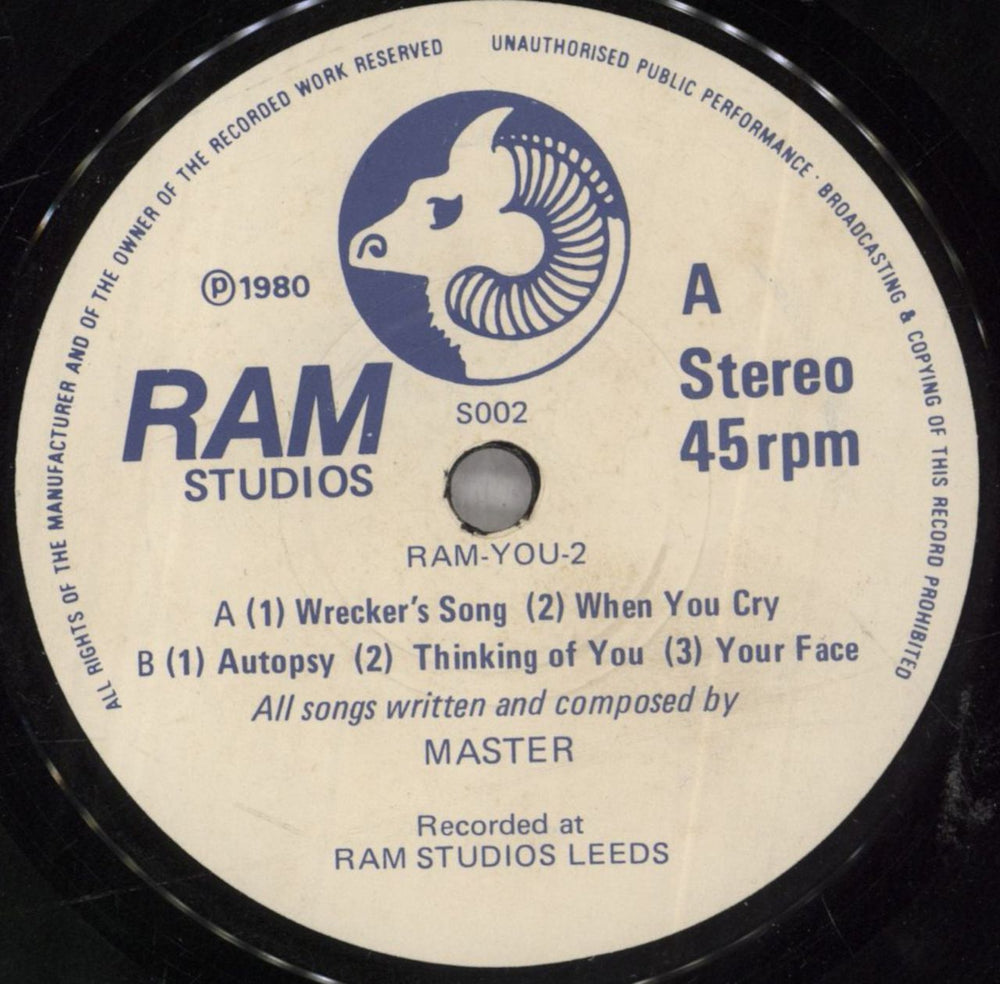 ALL RIGHTS OF THE MANUFACTURER AND OF THE OWNER OF THE RECORDED WORK RESERVED
UNAUTHORISED PUBLIC PERFORMANCE · BROADCASTING & COPYING OF THIS RECORD PROHIBITED
℗1980
A
Stereo
45rpm
RAM
STUDIOS
S002
RAM-YOU-2
A (1) Wrecker's Song (2) When You Cry
B (1) Autopsy (2) Thinking of You (3) Your Face
All songs written and composed by
MASTER
Recorded at
RAM STUDIOS LEEDS